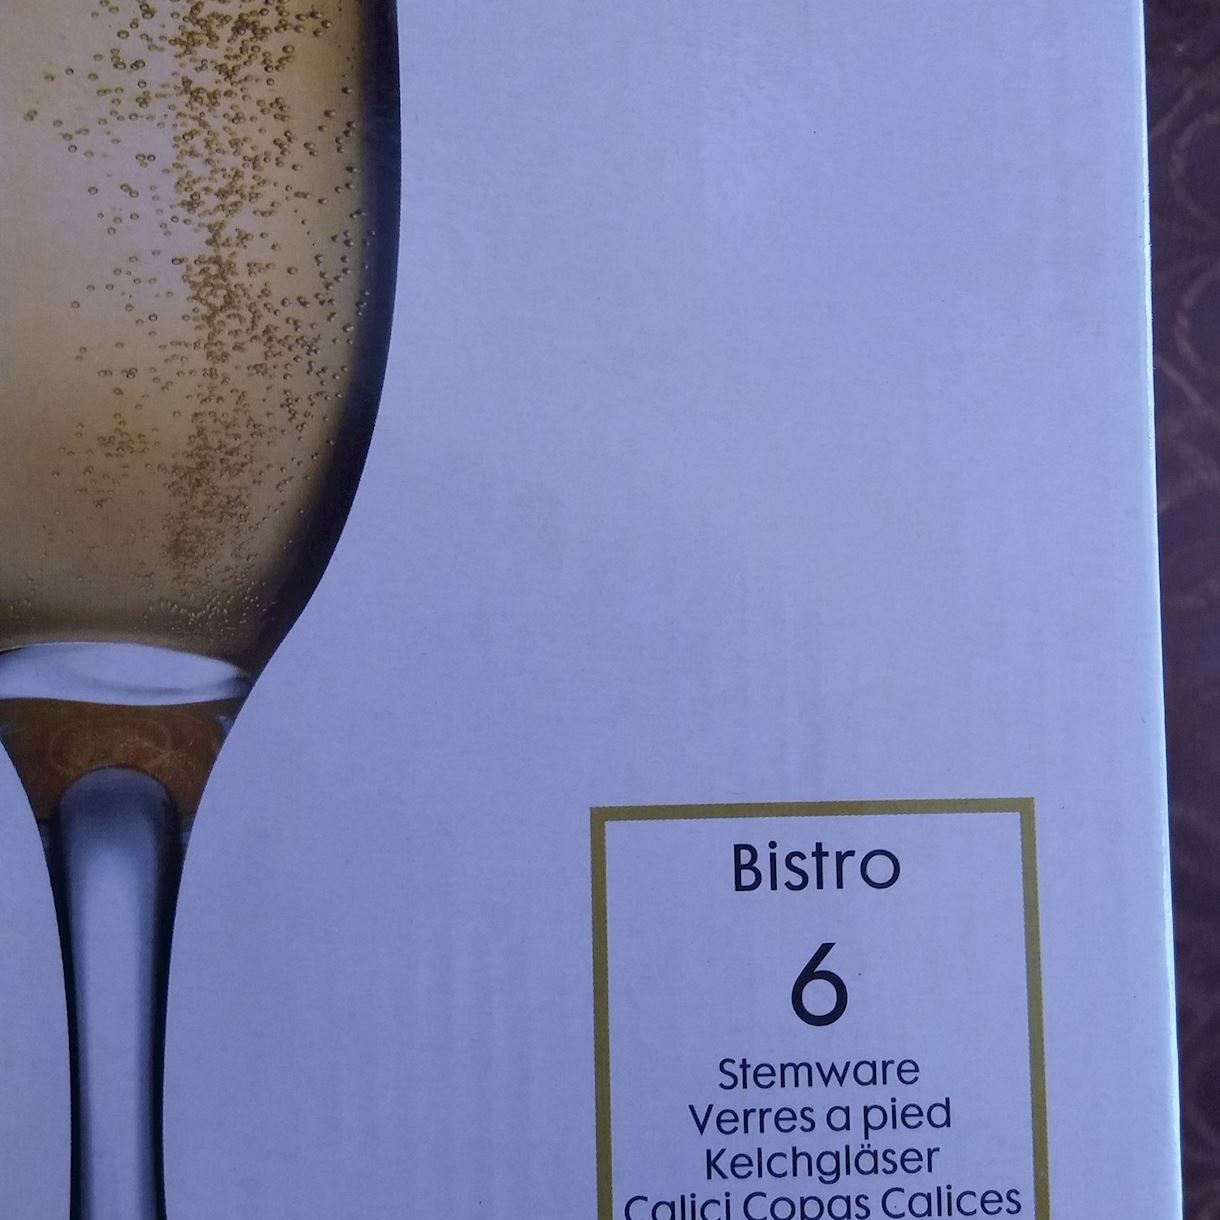 Bistro
6
Stemware
Verres a pied
Kelchgläser
Calici Copas Calices